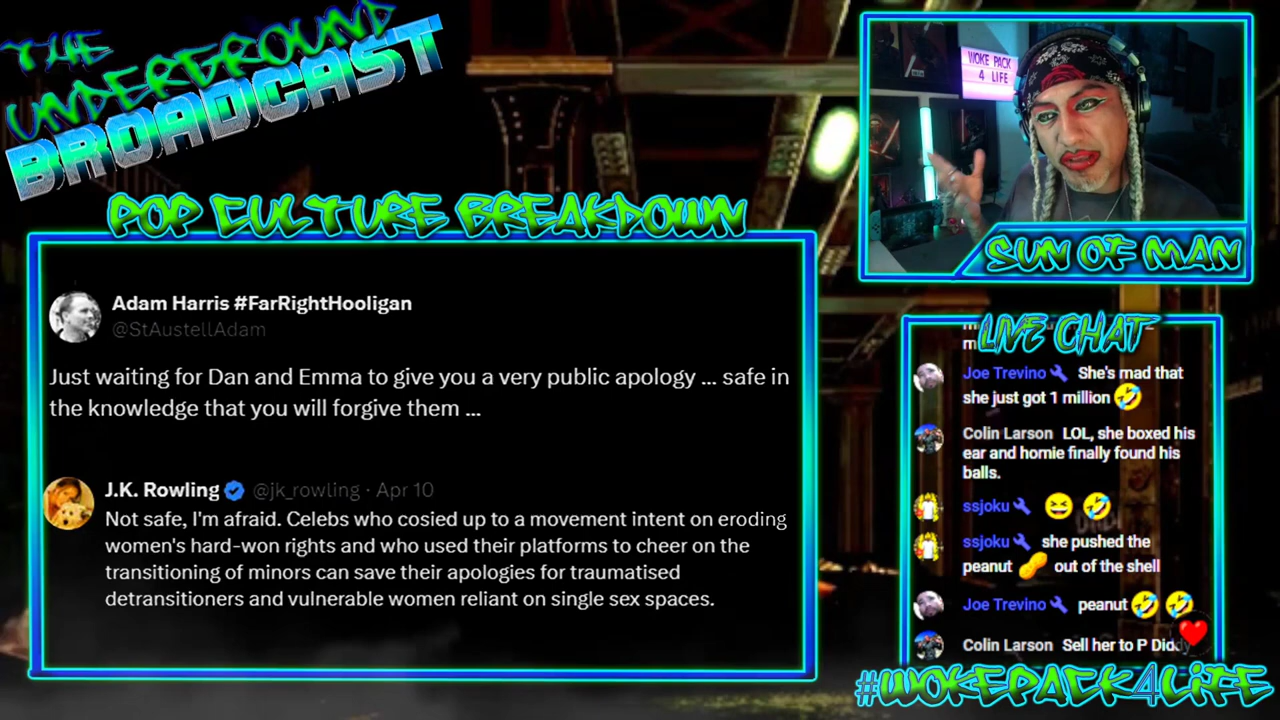 THE
UNDERGROUND
BROADCAST
POP CULTURE BREAKDOWN
Adam Harris #FarRightHooligan
@StAustellAdam
Just waiting for Dan and Emma to give you a very public apology ... safe in
the knowledge that you will forgive them ...
J.K. Rowling @jk_rowling · Apr 10
Not safe, I'm afraid. Celebs who cosied up to a movement intent on eroding
women's hard-won rights and who used their platforms to cheer on the
transitioning of minors can save their apologies for traumatised
detransitioners and vulnerable women reliant on single sex spaces.
WOKE PACK
4 LIFE
SUN OF MAN
LIVE CHAT
Joe Trevino She's mad that
she just got 1 million 🤣
Colin Larson LOL, she boxed his
ear and homie finally found his
balls.
ssjoku 😆 🤣
ssjoku she pushed the
peanut 🥜 out of the shell
Joe Trevino peanut 🤣 🤣
Colin Larson Sell her to P Diddy
#WOKEPACK4LIFE